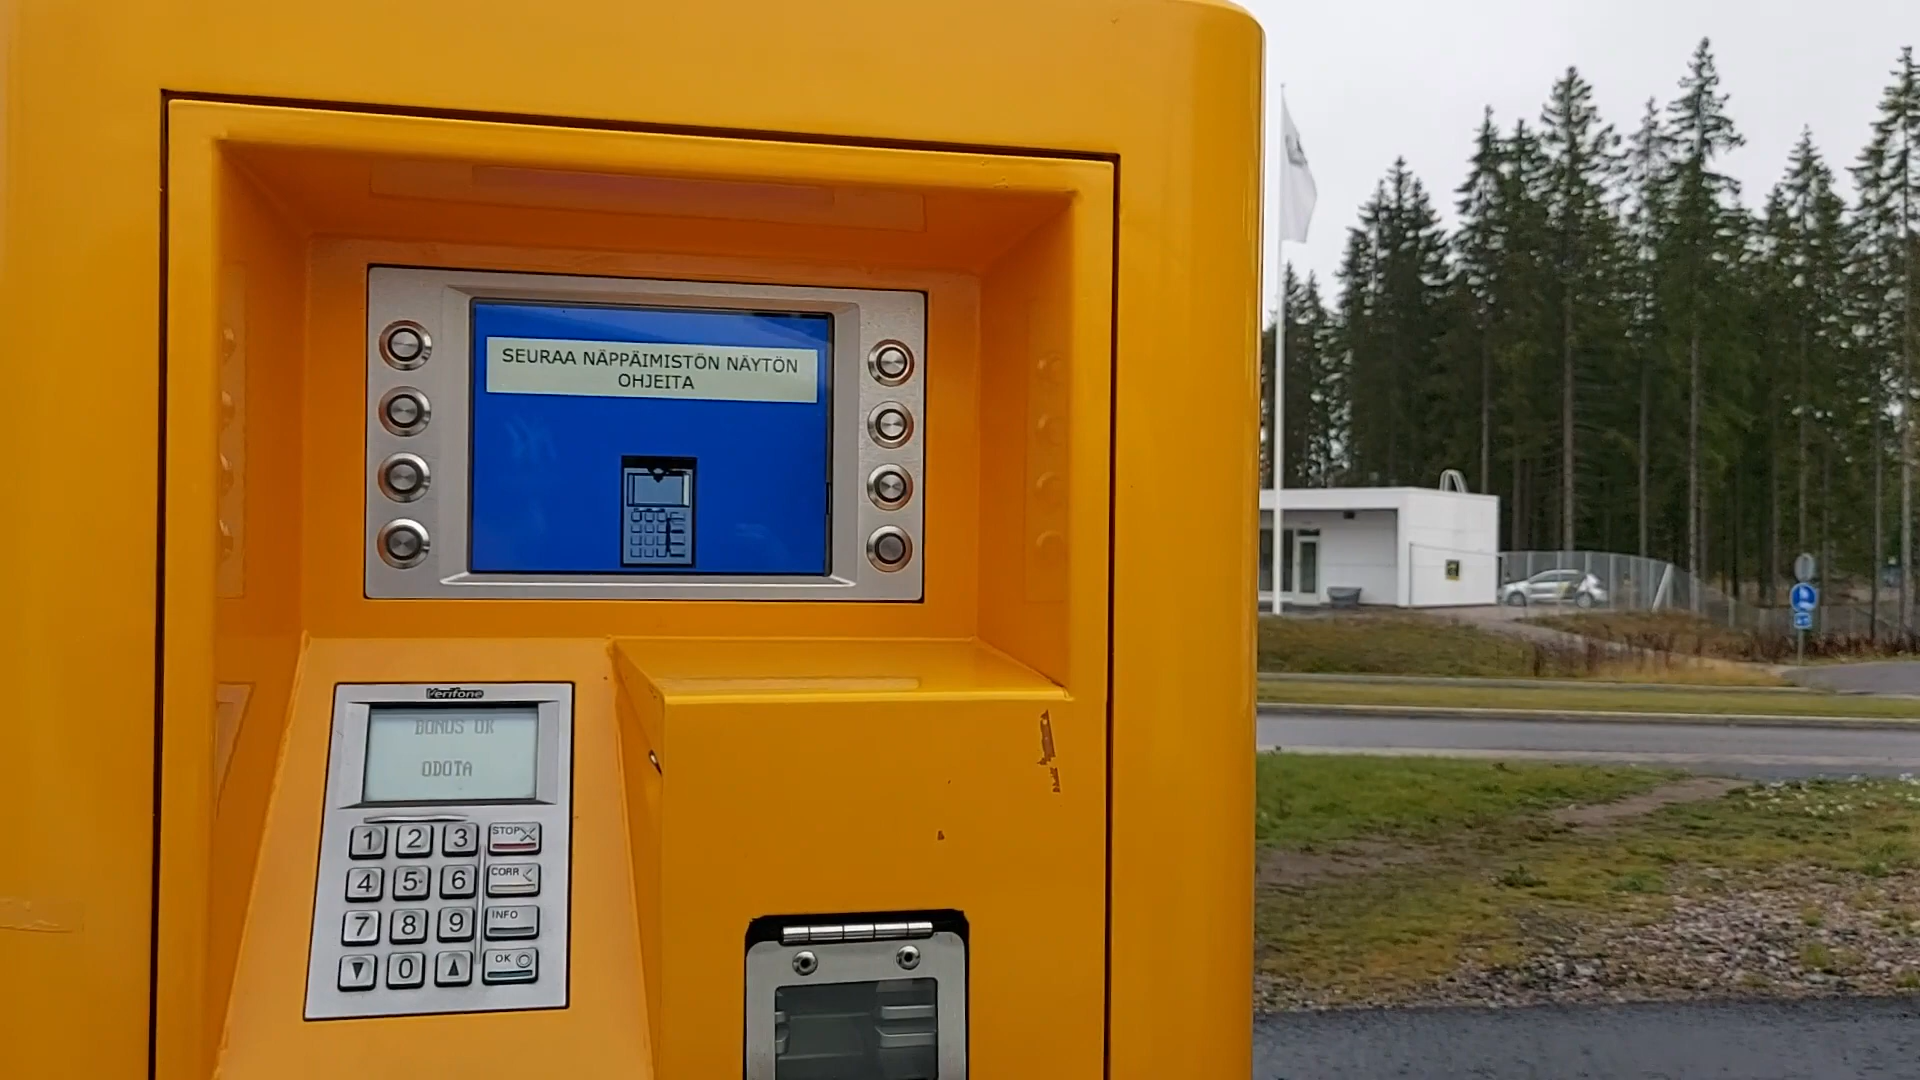 SEURAA NÄPPÄIMISTÖN NÄYTÖN
OHJEITA
Verifone
BONUS OK
ODOTA
1 2 3 STOP
4 5 6 CORR
7 8 9 INFO
0 OK